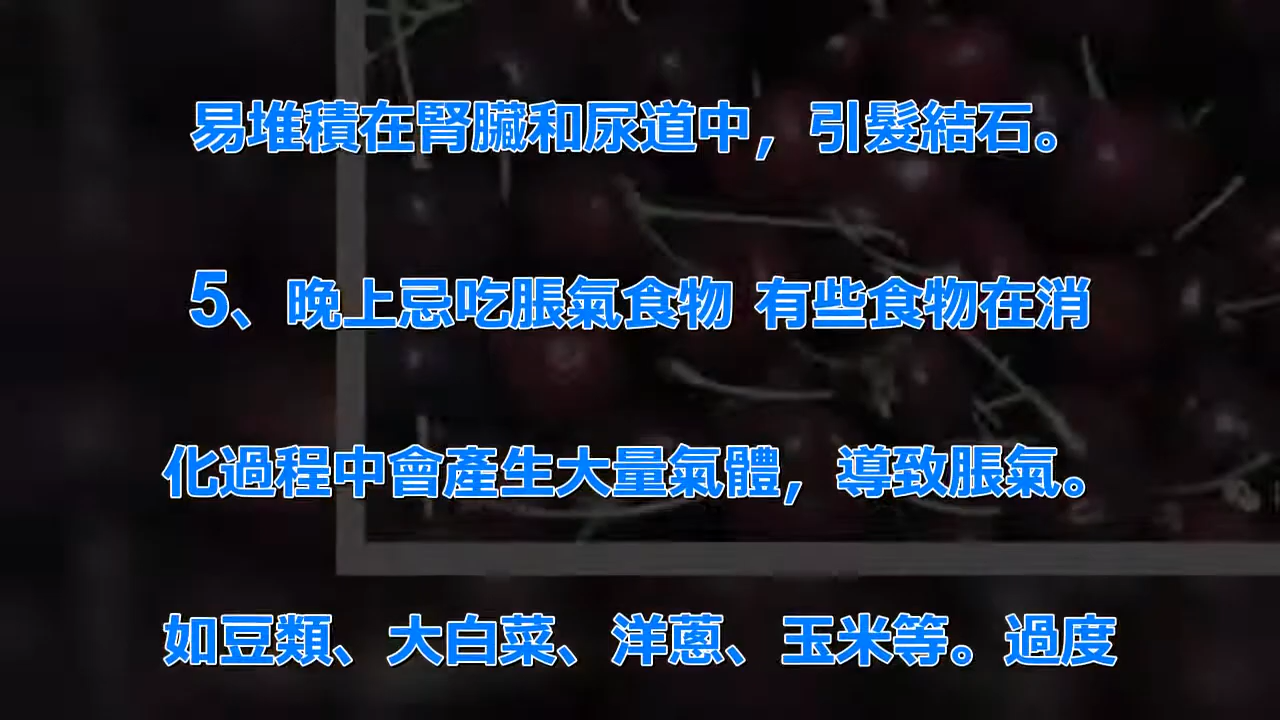 易堆積在腎臟和尿道中，引髮結石。
5、晚上忌吃脹氣食物 有些食物在消
化過程中會產生大量氣體，導致脹氣。
如豆類、大白菜、洋蔥、玉米等。過度